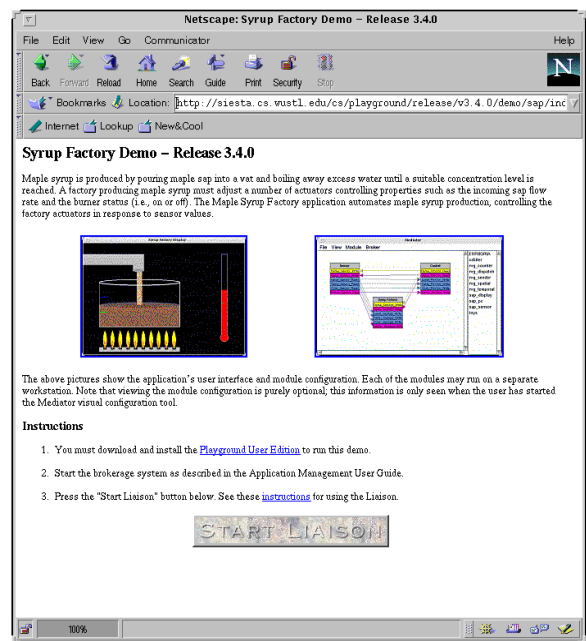 Netscape: Syrup Factory Demo – Release 3.4.0
File Edit View Go Communicator Help
Back Forward Reload Home Search Guide Print Security Stop
N
Bookmarks Location: http://siesta.cs.wustl.edu/cs/playground/release/v3.4.0/demo/sap/ind
Internet Lookup New&Cool
Syrup Factory Demo – Release 3.4.0
Maple syrup is produced by pouring maple sap into a vat and boiling away excess water until a suitable concentration level is
reached. A factory producing maple syrup must adjust a number of actuators controlling properties such as the incoming sap flow
rate and the burner status (i.e., on or off). The Maple Syrup Factory application automates maple syrup production, controlling the
factory actuators in response to sensor values.
Syrup Factory Display
Mediator
File View Module Broker
The above pictures show the application's user interface and module configuration. Each of the modules may run on a separate
workstation. Note that viewing the module configuration is purely optional; this information is only seen when the user has started
the Mediator visual configuration tool.
Instructions
1. You must download and install the Playground User Edition to run this demo.
2. Start the brokerage system as described in the Application Management User Guide.
3. Press the "Start Liaison" button below. See these instructions for using the Liaison.
START LIAISON
100%